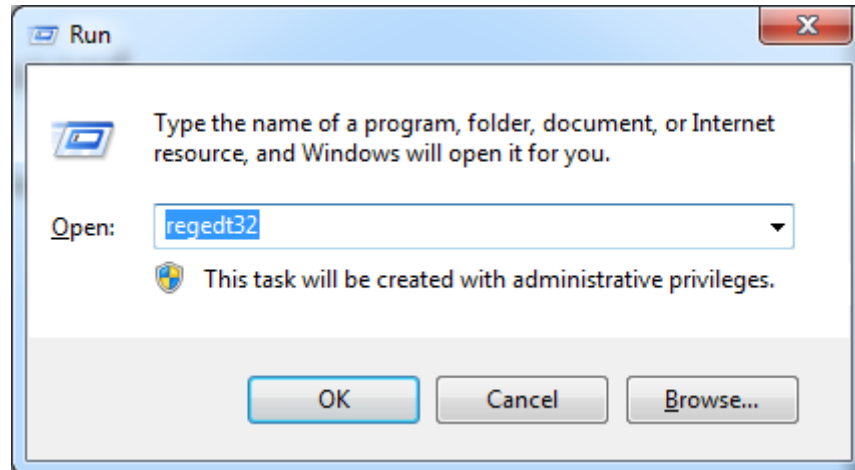 Run
Type the name of a program, folder, document, or Internet
resource, and Windows will open it for you.
Open: regedt32
This task will be created with administrative privileges.
OK Cancel Browse...